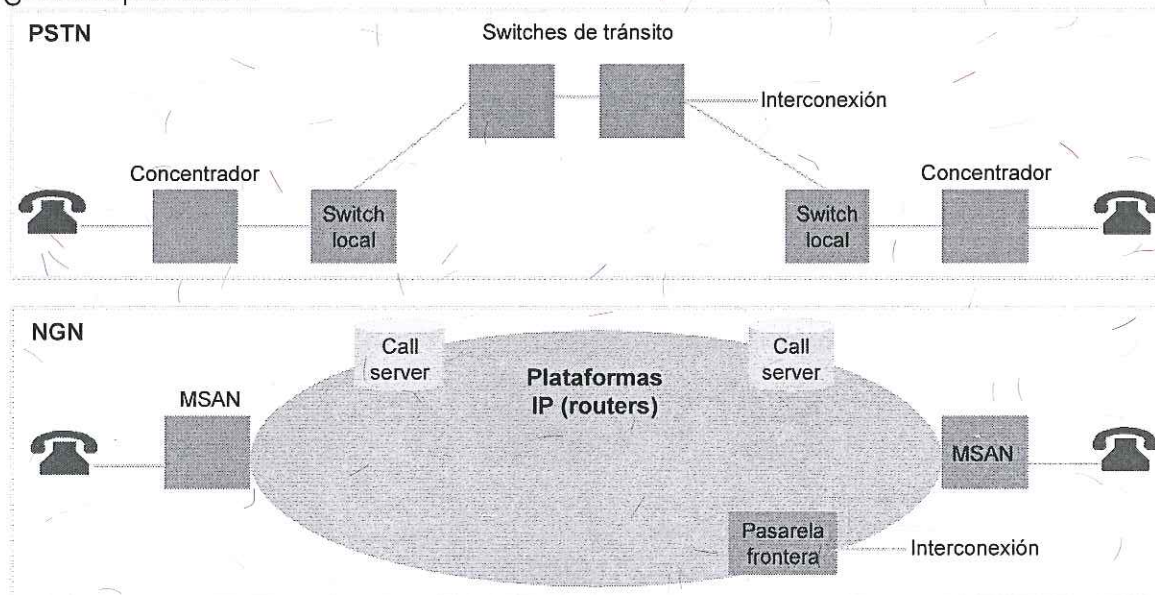 PSTN
Switches de tránsito
Interconexión
Concentrador
Concentrador
Switch
local
Switch
local
NGN
Call
server
Call
server
Plataformas
IP (routers)
MSAN
MSAN
Pasarela
frontera
Interconexión